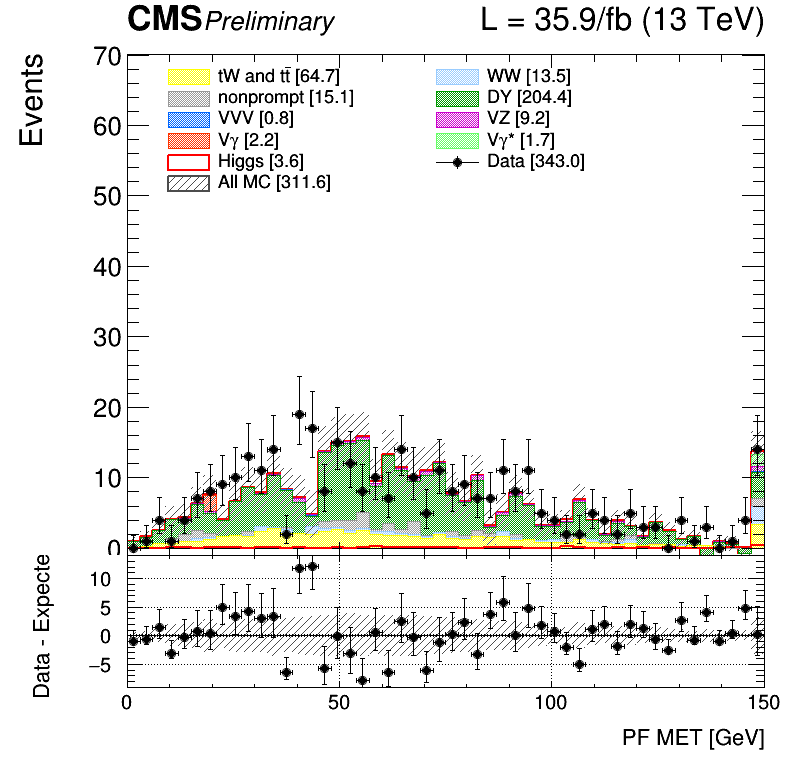 CMS Preliminary L = 35.9/fb (13 TeV)
Events
70
60
50
40
30
20
10
0
tW and tt̄ [64.7]
WW [13.5]
nonprompt [15.1]
DY [204.4]
VVV [0.8]
VZ [9.2]
Vγ [2.2]
Vγ* [1.7]
Higgs [3.6]
Data [343.0]
All MC [311.6]
Data - Expecte
10
5
0
−5
0 50 100 150
PF MET [GeV]